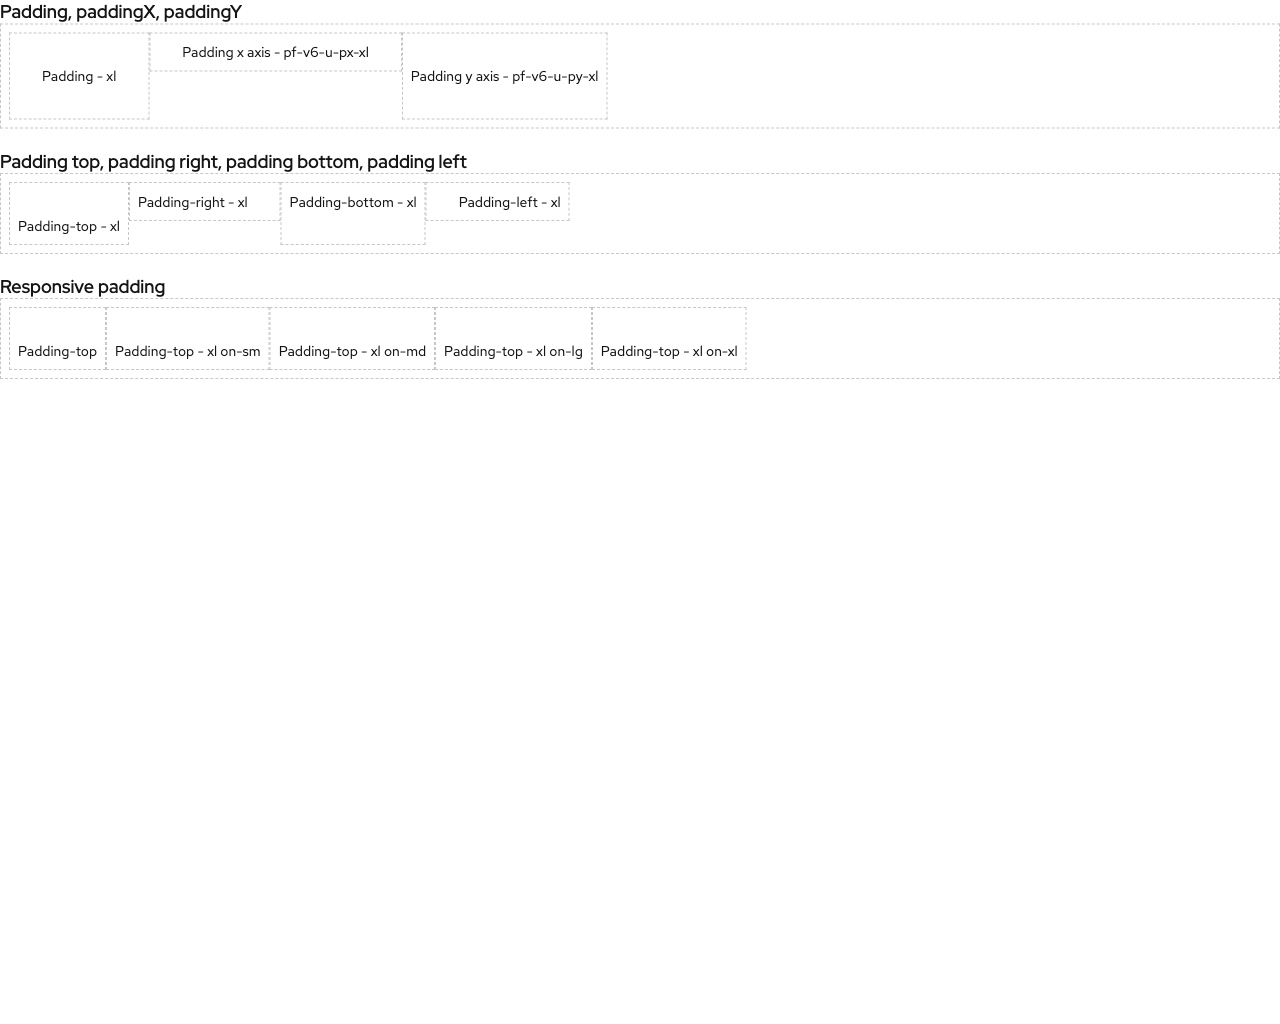 Padding, paddingX, paddingY
Padding - xl
Padding x axis - pf-v6-u-px-xl
Padding y axis - pf-v6-u-py-xl
Padding top, padding right, padding bottom, padding left
Padding-top - xl
Padding-right - xl
Padding-bottom - xl
Padding-left - xl
Responsive padding
Padding-top
Padding-top - xl on-sm
Padding-top - xl on-md
Padding-top - xl on-lg
Padding-top - xl on-xl